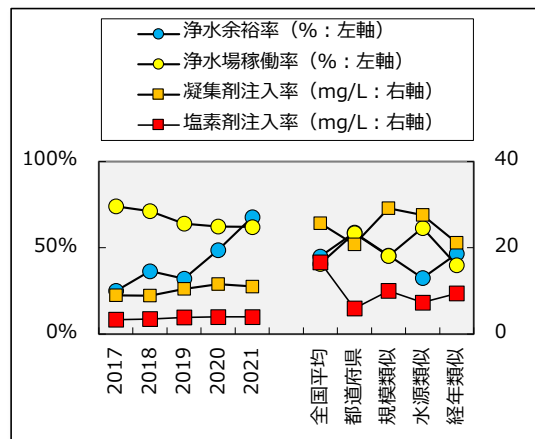 浄水余裕率（%：左軸）
浄水場稼働率（%：左軸）
凝集剤注入率（mg/L：右軸）
塩素剤注入率（mg/L：右軸）
100%
50%
0%
40
20
0
2017
2018
2019
2020
2021
全国平均
都道府県
規模類似
水源類似
経年類似